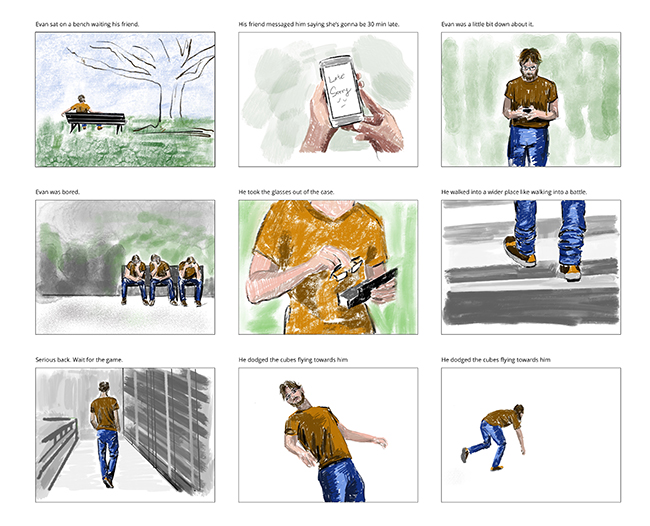 Evan sat on a bench waiting his friend.
His friend messaged him saying she's gonna be 30 min late.
Late
Sorry
Evan was a little bit down about it.
Evan was bored.
He took the glasses out of the case.
He walked into a wider place like walking into a battle.
Serious back. Wait for the game.
He dodged the cubes flying towards him
He dodged the cubes flying towards him